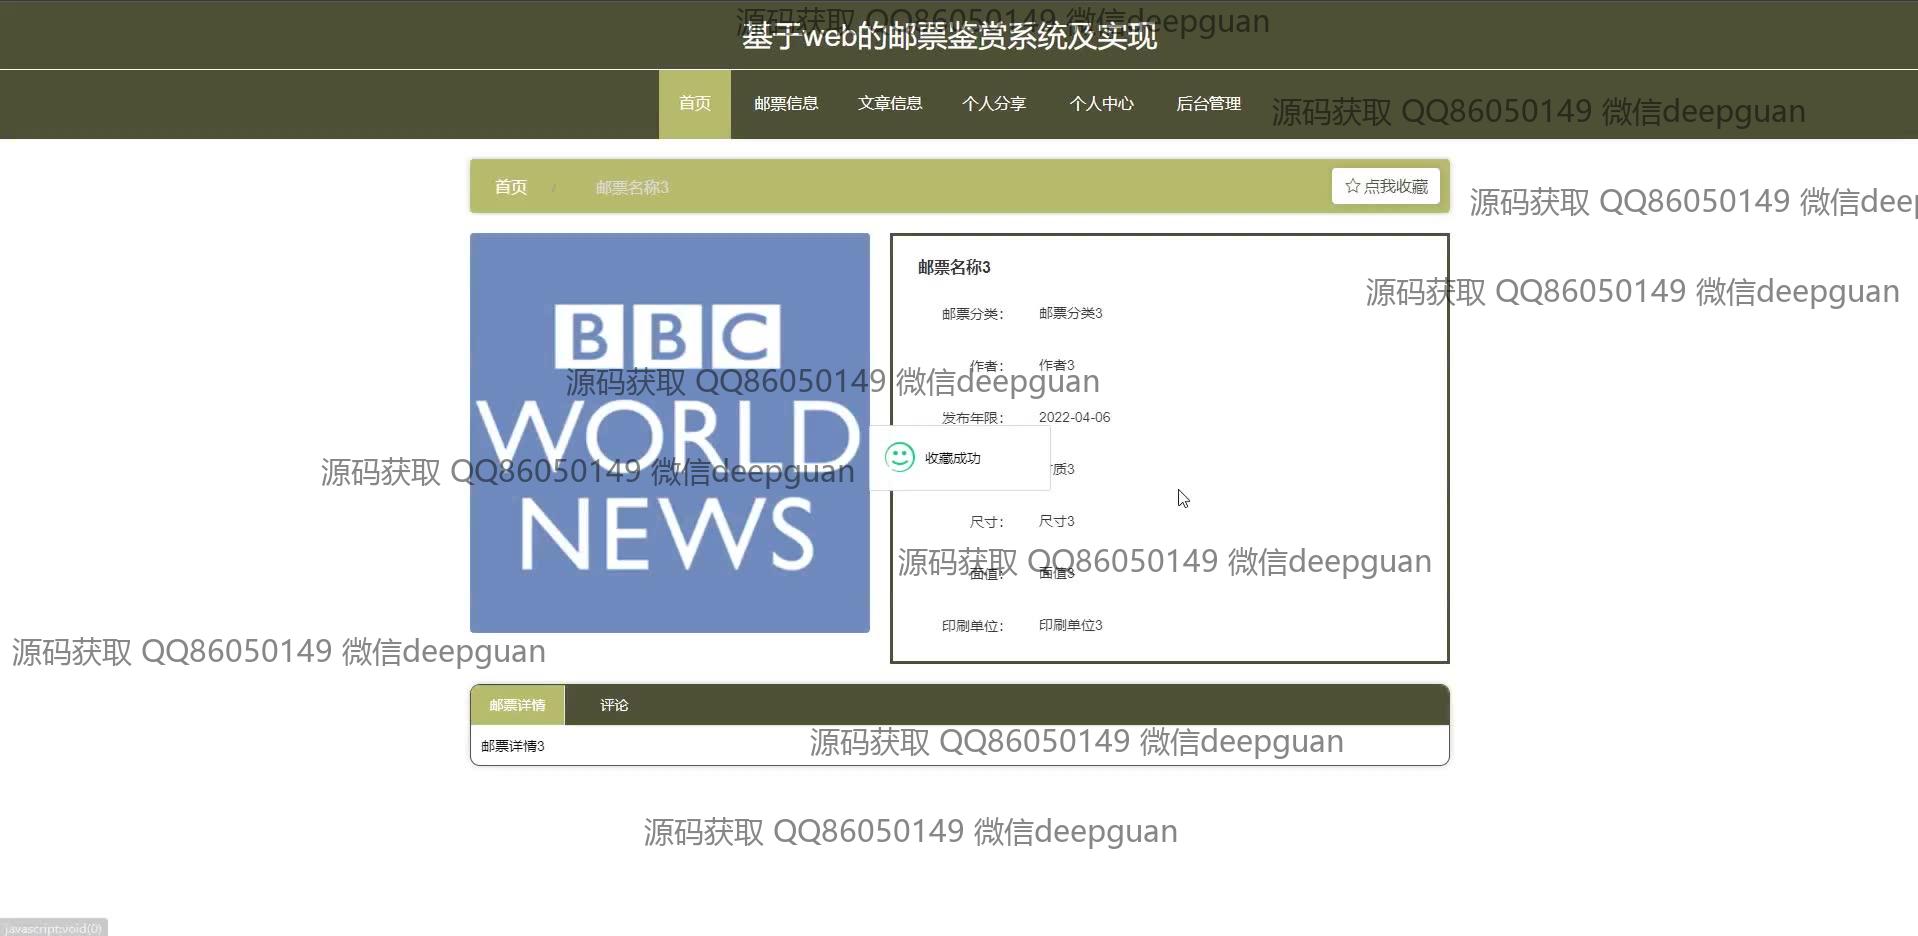 源码获取 QQ86050149 微信deepguan
基于web的邮票鉴赏系统及实现
首页 邮票信息 文章信息 个人分享 个人中心 后台管理
源码获取 QQ86050149 微信deepguan
首页 / 邮票名称3 ☆点我收藏
源码获取 QQ86050149 微信deep
邮票名称3
源码获取 QQ86050149 微信deepguan
邮票分类： 邮票分类3
BBC
作者： 作者3
源码获取 QQ86050149 微信deepguan
WORLD
发布年限： 2022-04-06
收藏成功
质3
源码获取 QQ86050149 微信deepguan
NEWS
尺寸： 尺寸3
源码获取 QQ86050149 微信deepguan
面值： 面值3
印刷单位： 印刷单位3
源码获取 QQ86050149 微信deepguan
邮票详情 评论
邮票详情3
源码获取 QQ86050149 微信deepguan
源码获取 QQ86050149 微信deepguan
javascript:void(0)